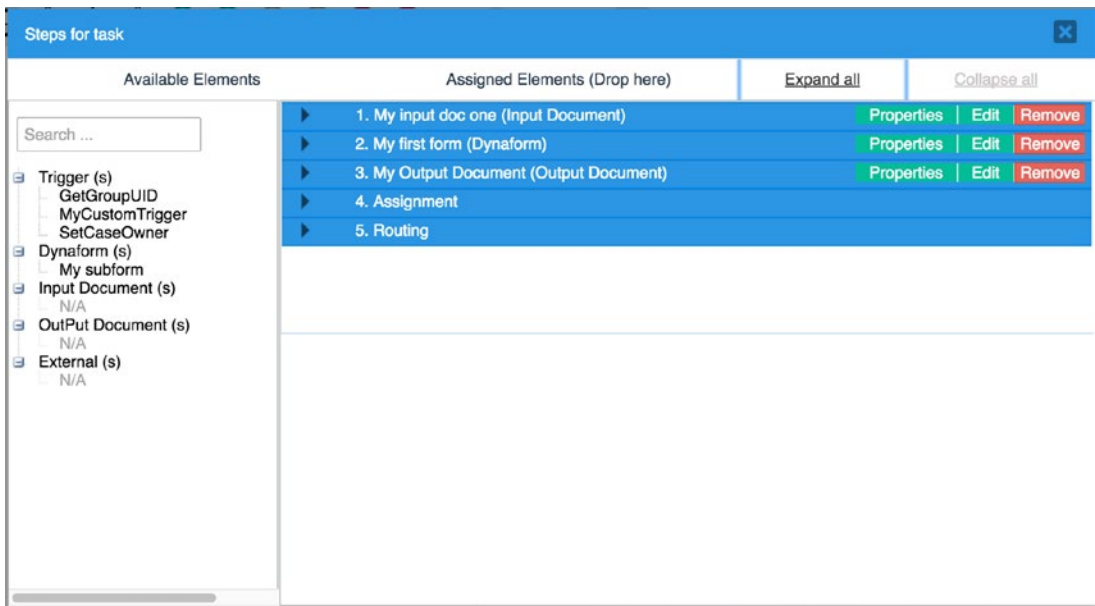 Steps for task
Available Elements
Assigned Elements (Drop here)
Expand all
Collapse all
Search ...
Trigger (s)
GetGroupUID
MyCustomTrigger
SetCaseOwner
Dynaform (s)
My subform
Input Document (s)
N/A
OutPut Document (s)
N/A
External (s)
N/A
1. My input doc one (Input Document) Properties Edit Remove
2. My first form (Dynaform) Properties Edit Remove
3. My Output Document (Output Document) Properties Edit Remove
4. Assignment
5. Routing